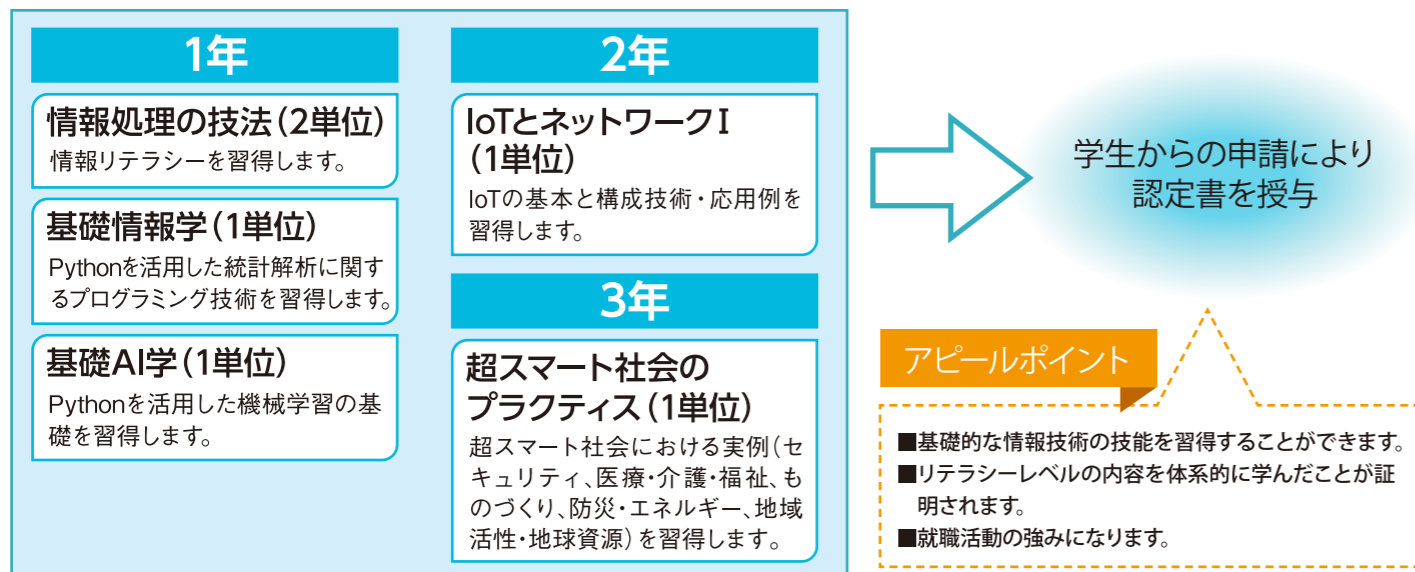 1年
情報処理の技法(2単位)
情報リテラシーを習得します。
基礎情報学(1単位)
Pythonを活用した統計解析に関す
るプログラミング技術を習得します。
基礎AI学(1単位)
Pythonを活用した機械学習の基
礎を習得します。
2年
IoTとネットワークⅠ
(1単位)
IoTの基本と構成技術・応用例を
習得します。
3年
超スマート社会の
プラクティス(1単位)
超スマート社会における実例(セ
キュリティ、医療・介護・福祉、も
のづくり、防災・エネルギー、地域
活性・地球資源)を習得します。
学生からの申請により
認定書を授与
アピールポイント
■基礎的な情報技術の技能を習得することができます。
■リテラシーレベルの内容を体系的に学んだことが証
明されます。
■就職活動の強みになります。